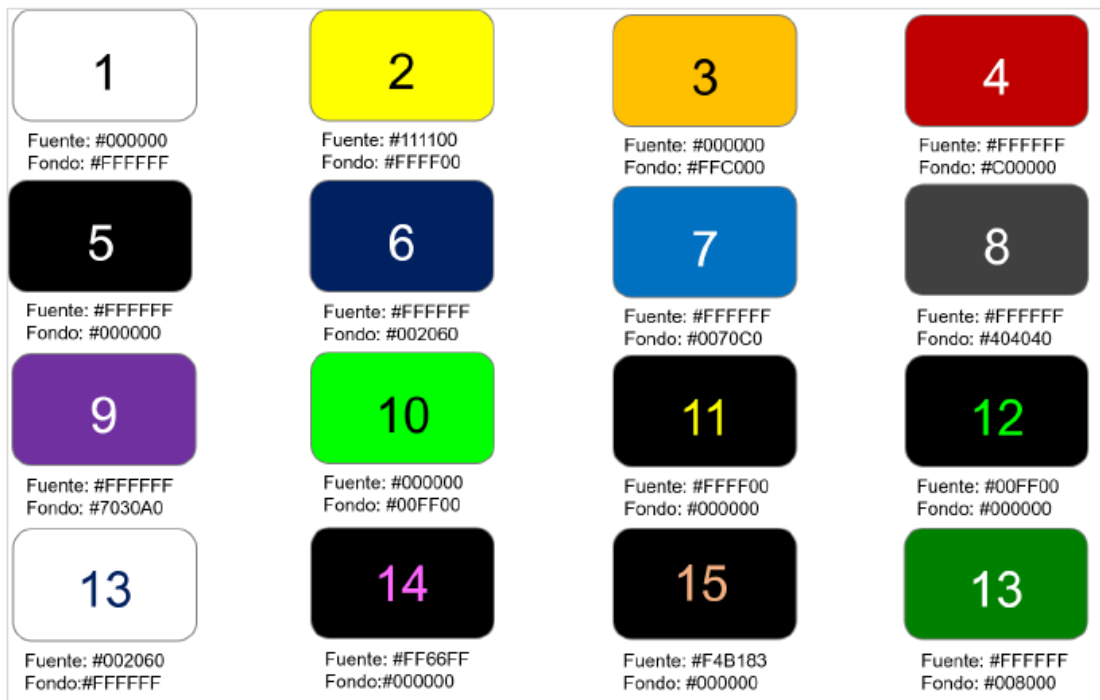 1
Fuente: #000000
Fondo: #FFFFFF
2
Fuente: #111100
Fondo: #FFFF00
3
Fuente: #000000
Fondo: #FFC000
4
Fuente: #FFFFFF
Fondo: #C00000
5
Fuente: #FFFFFF
Fondo: #000000
6
Fuente: #FFFFFF
Fondo: #002060
7
Fuente: #FFFFFF
Fondo: #0070C0
8
Fuente: #FFFFFF
Fondo: #404040
9
Fuente: #FFFFFF
Fondo: #7030A0
10
Fuente: #000000
Fondo: #00FF00
11
Fuente: #FFFF00
Fondo: #000000
12
Fuente: #00FF00
Fondo: #000000
13
Fuente: #002060
Fondo:#FFFFFF
14
Fuente: #FF66FF
Fondo:#000000
15
Fuente: #F4B183
Fondo: #000000
13
Fuente: #FFFFFF
Fondo: #008000